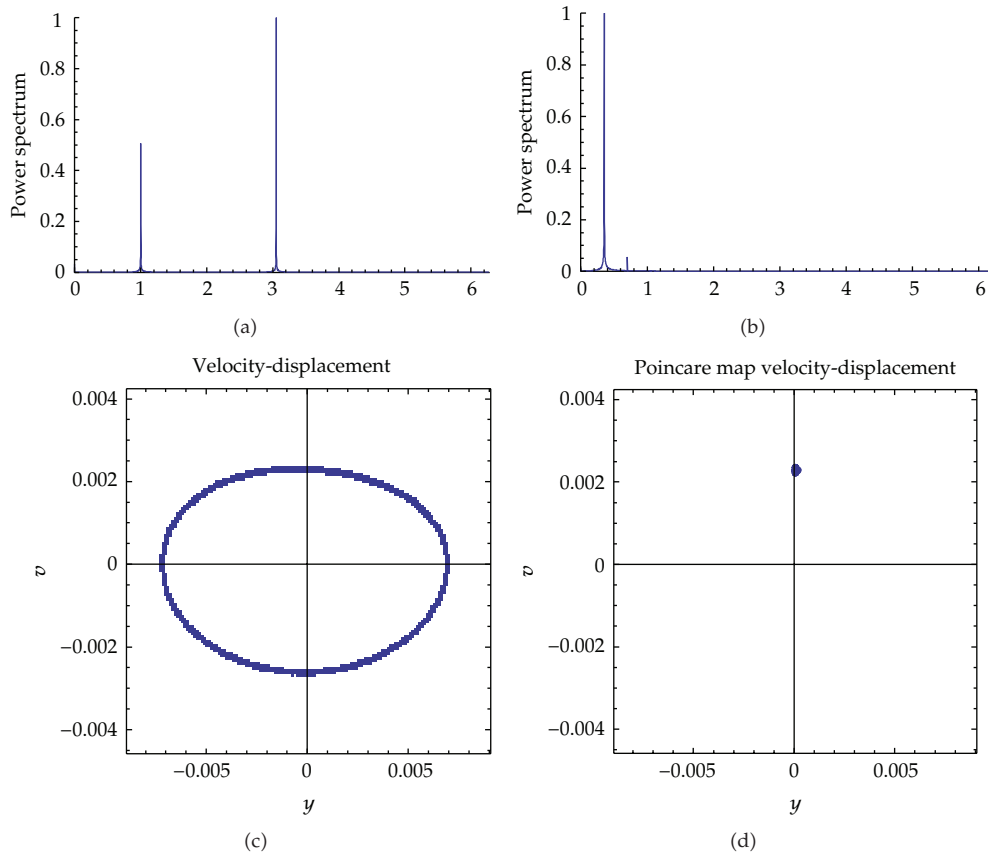 Power spectrum
1
0.8
0.6
0.4
0.2
0
0 1 2 3 4 5 6
(a)
Power spectrum
1
0.8
0.6
0.4
0.2
0
0 1 2 3 4 5 6
(b)
Velocity-displacement
v
0.004
0.002
0
−0.002
−0.004
−0.005 0 0.005
y
(c)
Poincare map velocity-displacement
v
0.004
0.002
0
−0.002
−0.004
−0.005 0 0.005
y
(d)